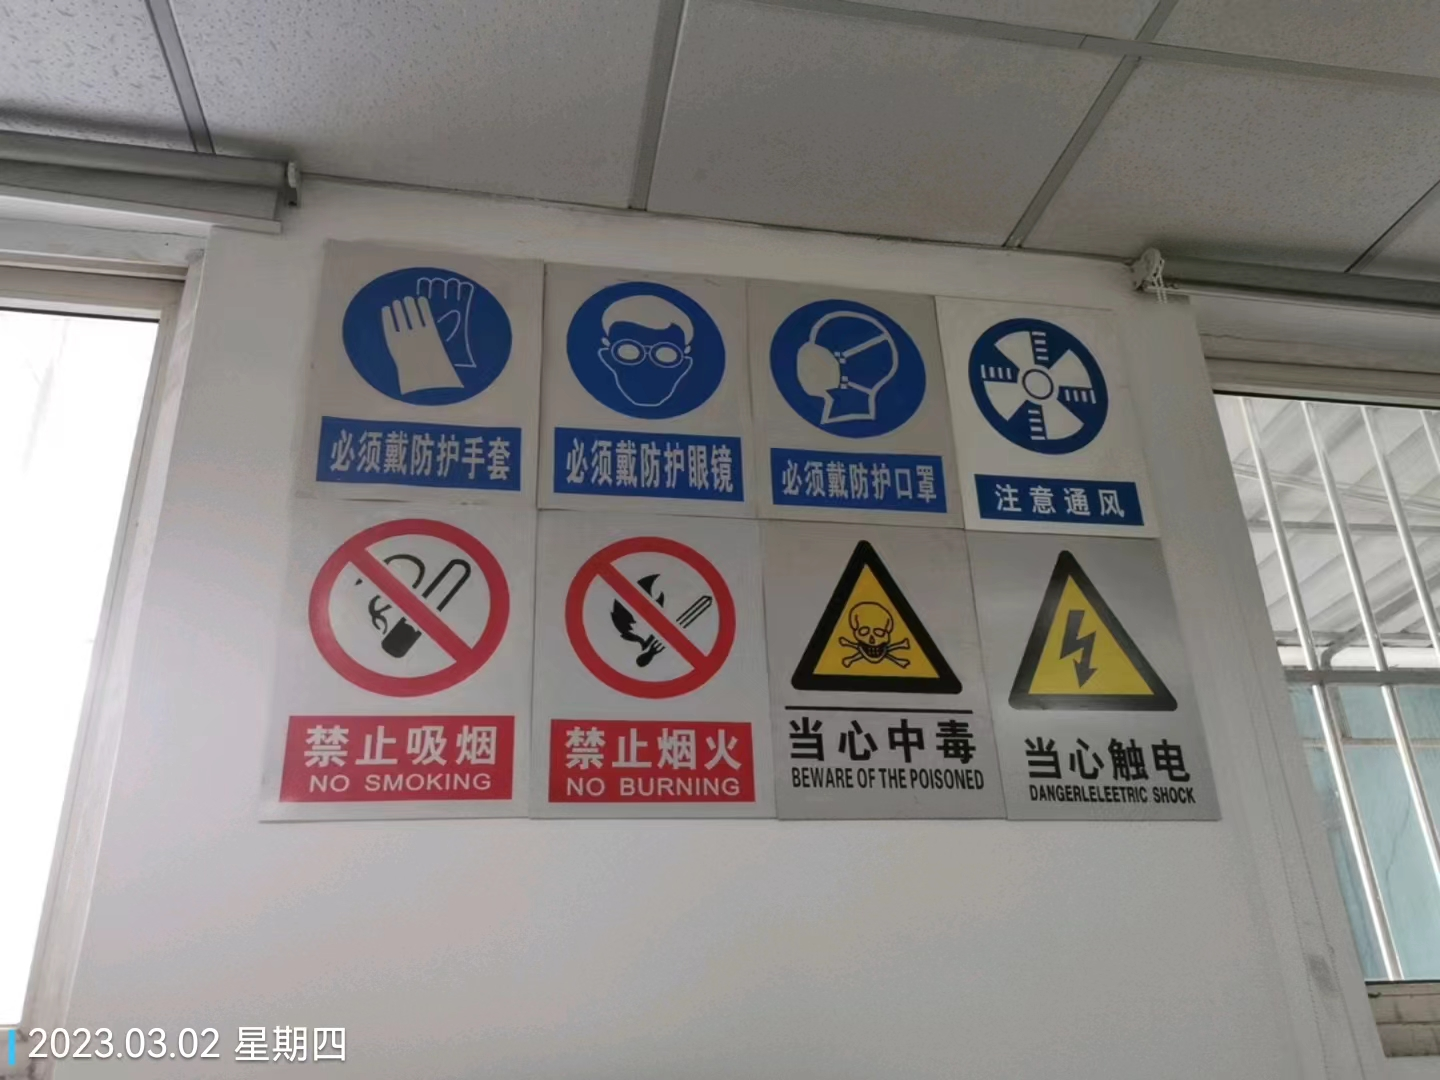 必须戴防护手套
必须戴防护眼镜
必须戴防护口罩
注意通风
禁止吸烟
NO SMOKING
禁止烟火
NO BURNING
当心中毒
BEWARE OF THE POISONED
当心触电
DANGERLELEETRIC SHOCK
2023.03.02 星期四